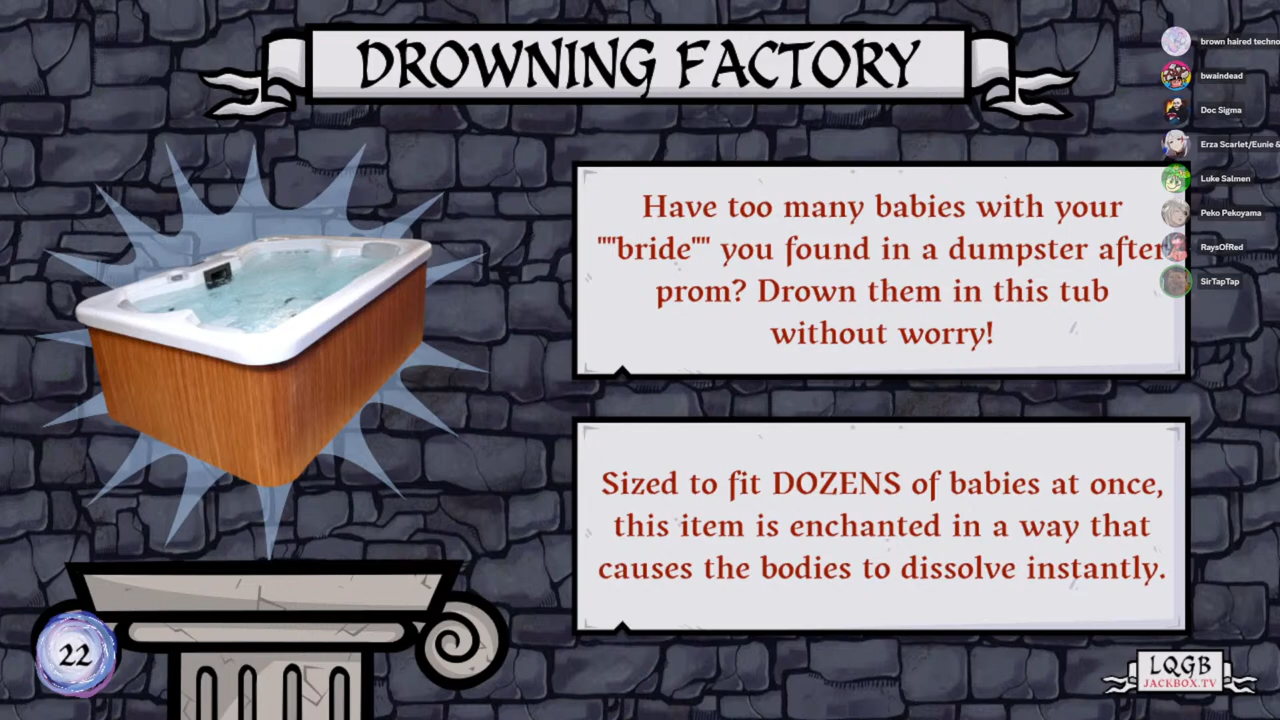 DROWNING FACTORY
Have too many babies with your
""bride"" you found in a dumpster after
prom? Drown them in this tub
without worry!
Sized to fit DOZENS of babies at once,
this item is enchanted in a way that
causes the bodies to dissolve instantly.
brown haired techno
bwaindead
Doc Sigma
Erza Scarlet/Eunie &
Luke Salmen
Peko Pekoyama
RaysOfRed
SirTapTap
22
LQGB
JACKBOX.TV